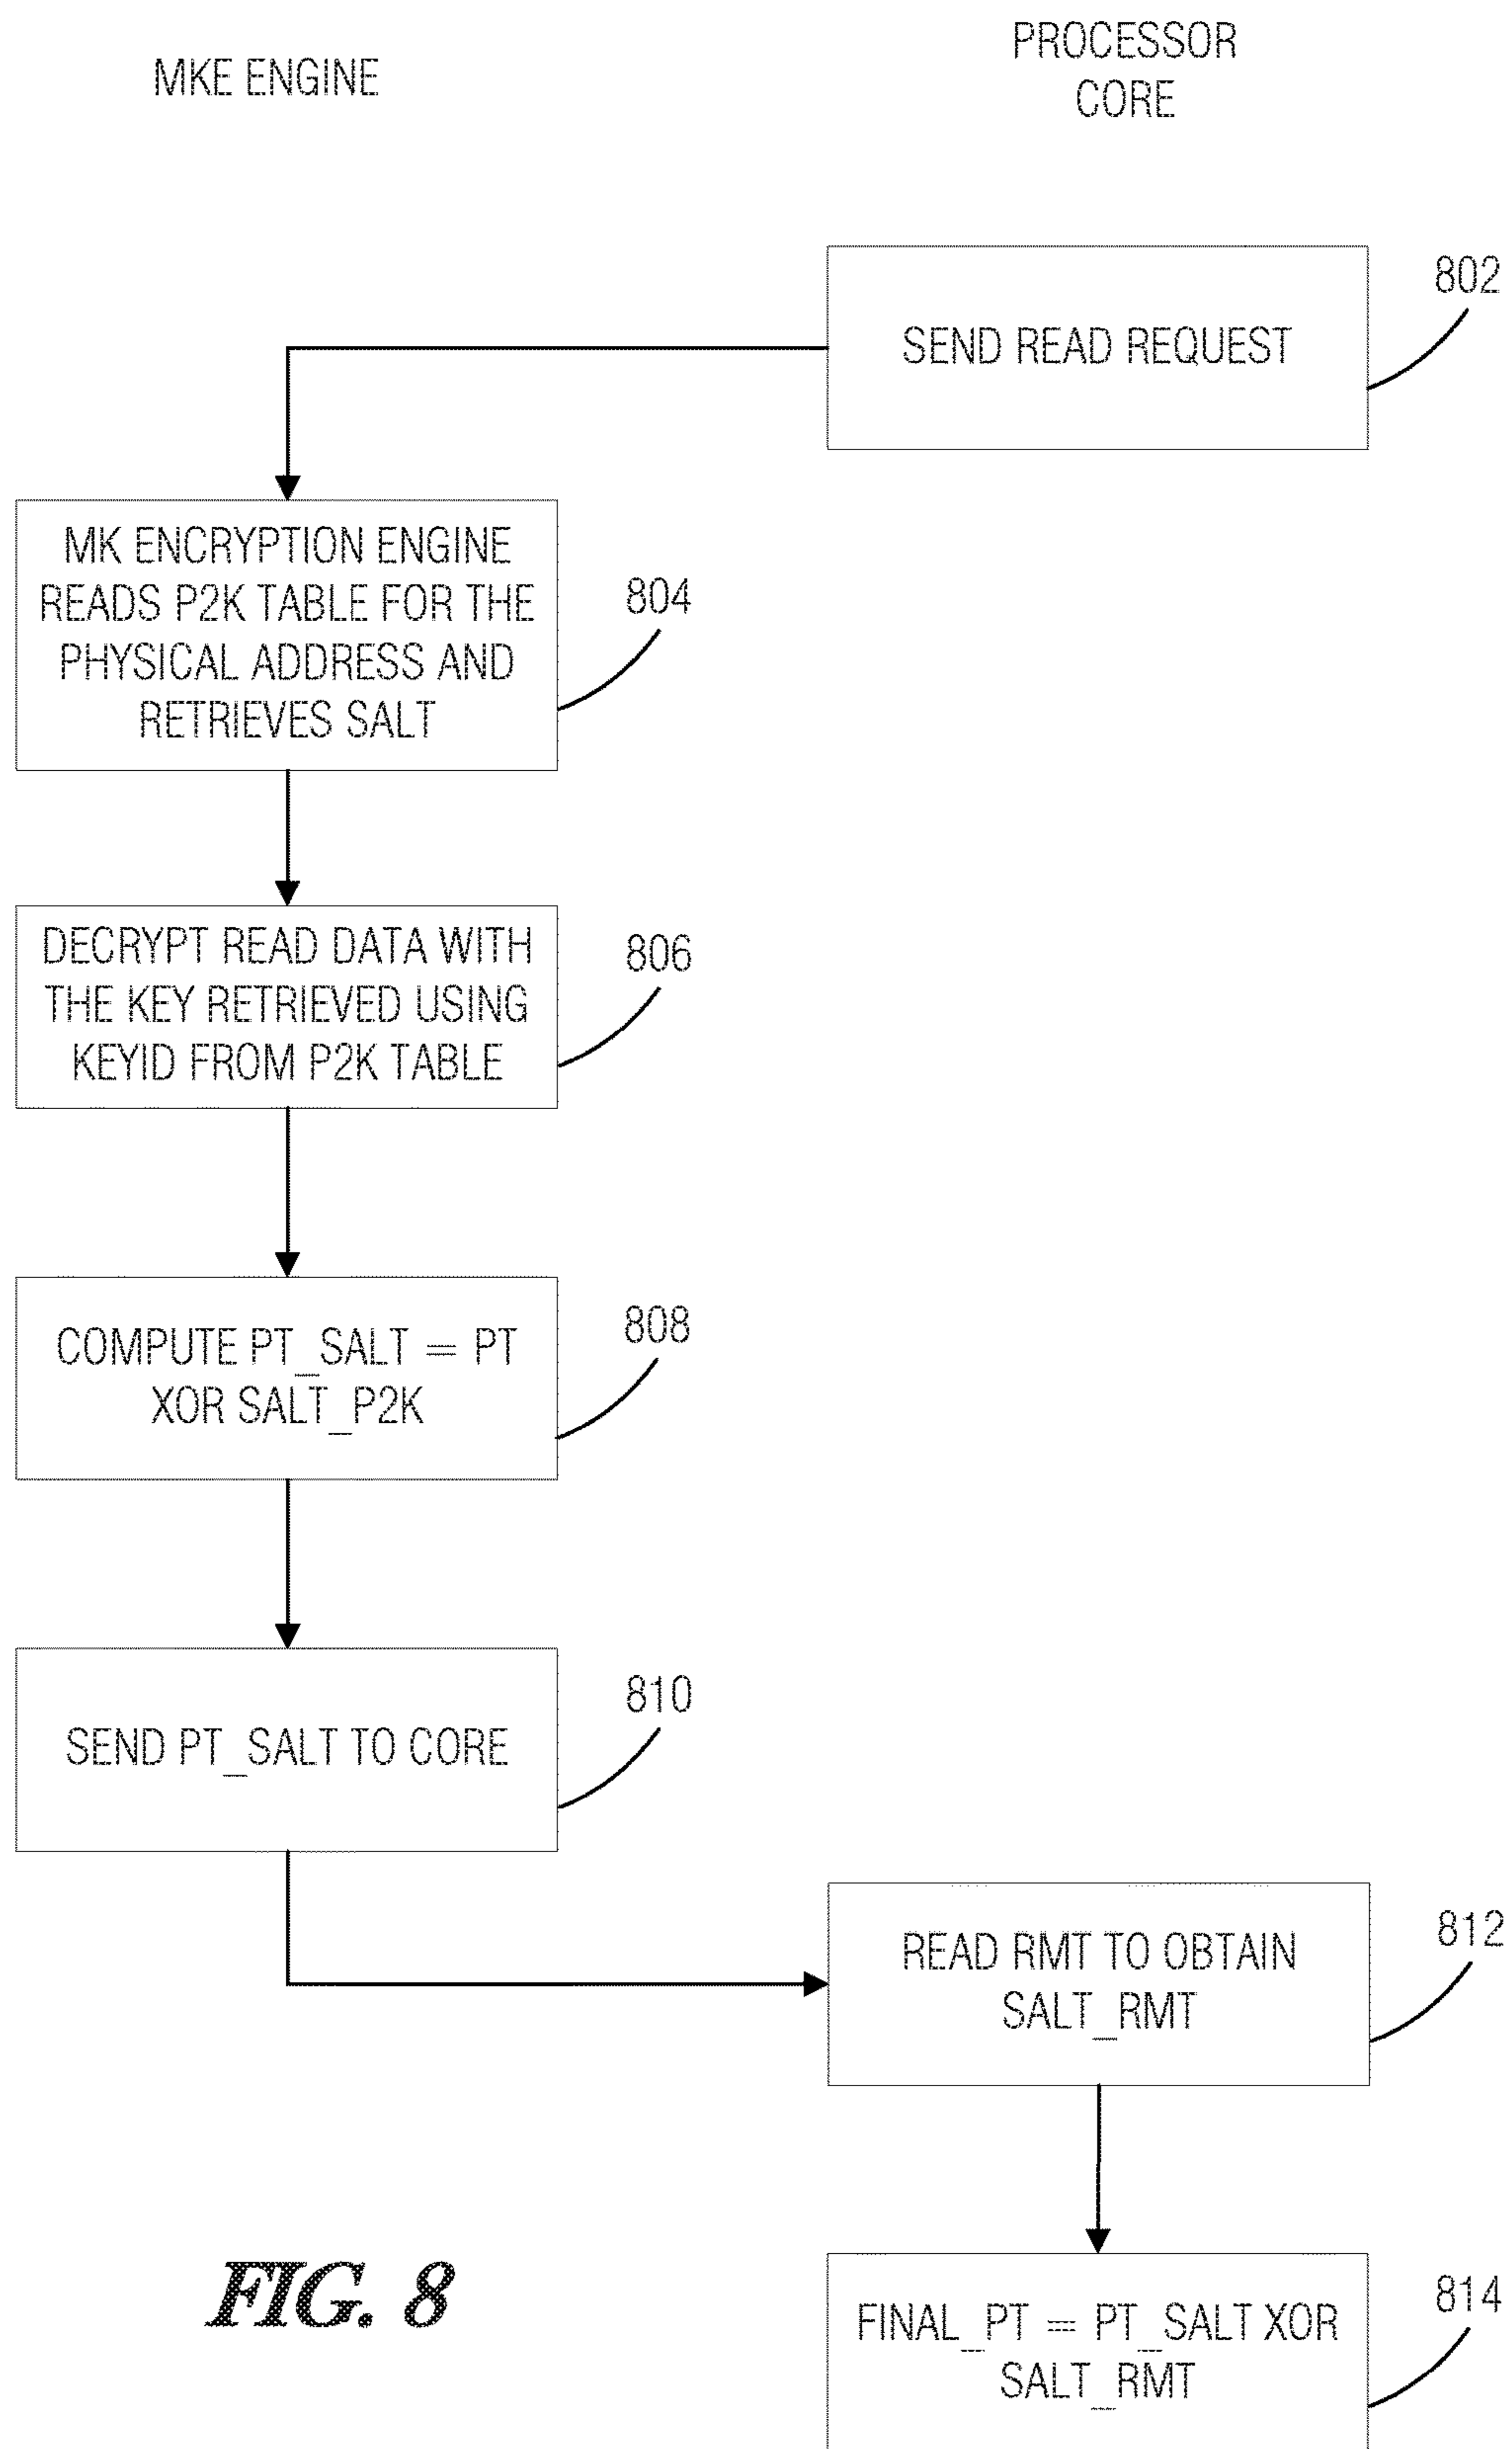 MKE ENGINE
PROCESSOR
CORE
SEND READ REQUEST
802
MK ENCRYPTION ENGINE
READS P2K TABLE FOR THE
PHYSICAL ADDRESS AND
RETRIEVES SALT
804
DECRYPT READ DATA WITH
THE KEY RETRIEVED USING
KEYID FROM P2K TABLE
806
COMPUTE PT_SALT = PT
XOR SALT_P2K
808
SEND PT_SALT TO CORE
810
READ RMT TO OBTAIN
SALT_RMT
812
FINAL_PT = PT_SALT XOR
SALT_RMT
814
FIG. 8